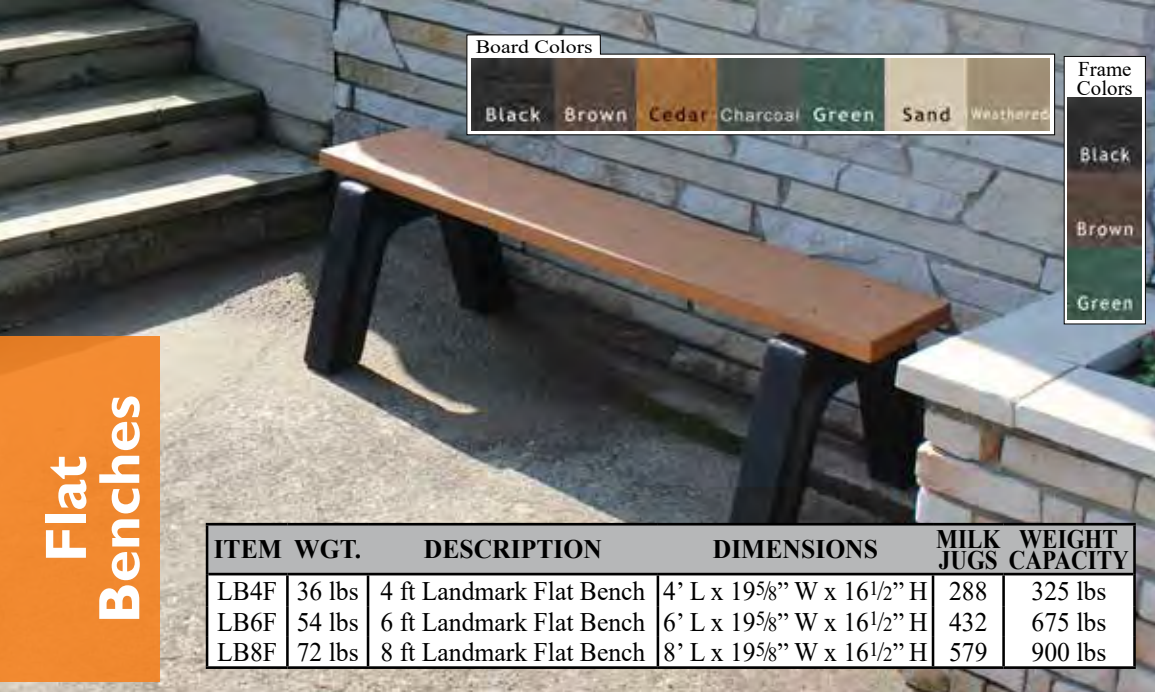 Board Colors
Black Brown Cedar Charcoal Green Sand Weathered
Frame
Colors
Black
Brown
Green
Flat
Benches
ITEM WGT. DESCRIPTION DIMENSIONS MILK JUGS WEIGHT CAPACITY
LB4F 36 lbs 4 ft Landmark Flat Bench 4’ L x 195/8” W x 161/2” H 288 325 lbs
LB6F 54 lbs 6 ft Landmark Flat Bench 6’ L x 195/8” W x 161/2” H 432 675 lbs
LB8F 72 lbs 8 ft Landmark Flat Bench 8’ L x 195/8” W x 161/2” H 579 900 lbs